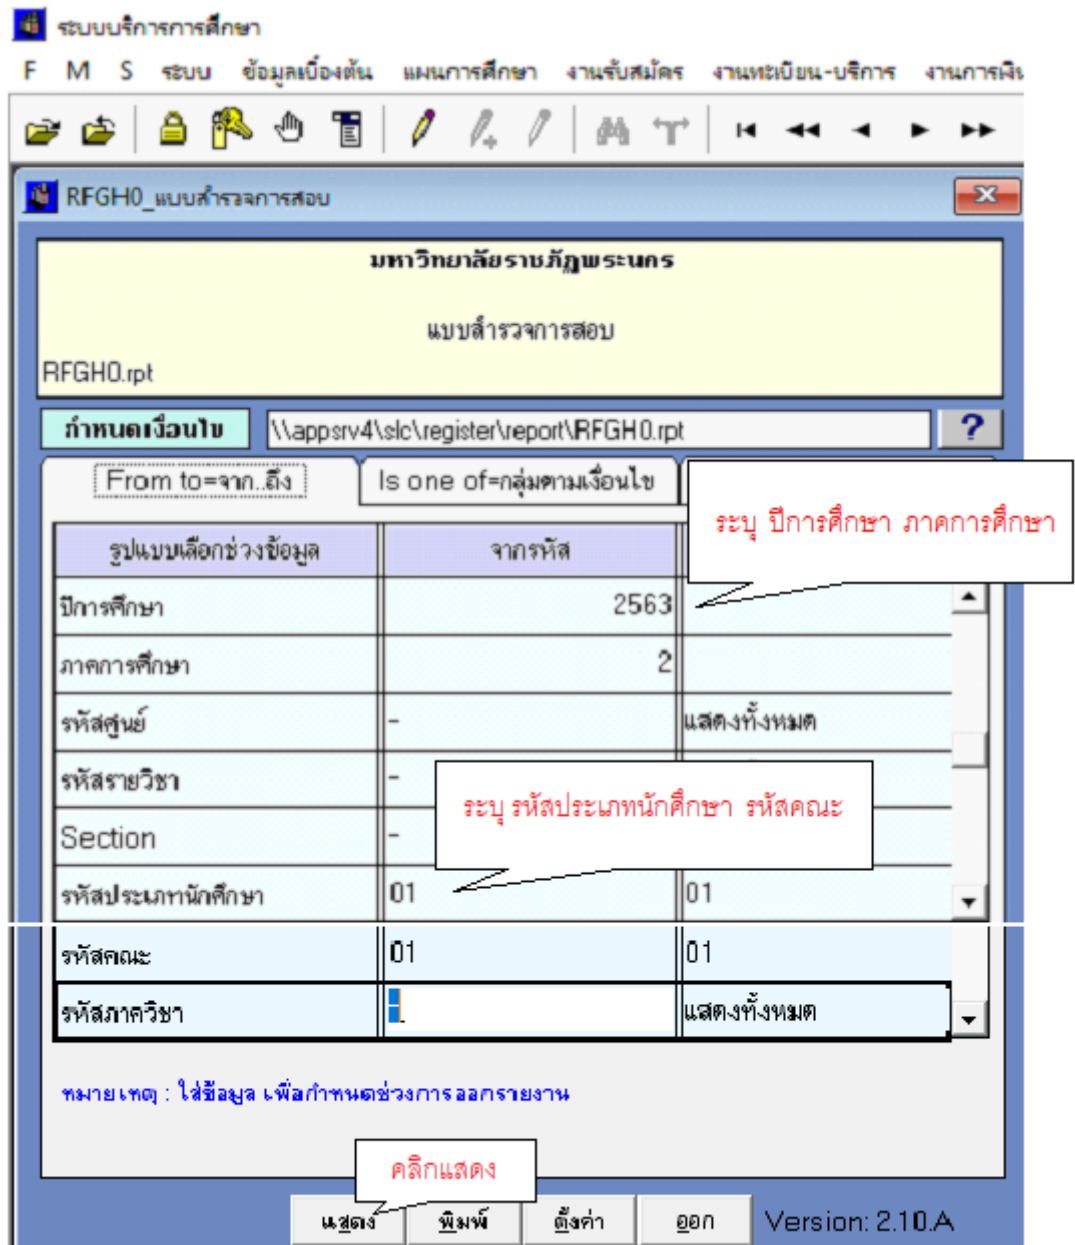 ระบบบริการการศึกษา
F M S ระบบ ข้อมูลเบื้องต้น แผนการศึกษา งานรับสมัคร งานทะเบียน-บริการ งานการเงิน
RFGH0_แบบสำรวจการสอบ
มหาวิทยาลัยราชภัฏพระนคร
แบบสำรวจการสอบ
RFGH0.rpt
กำหนดเงื่อนไข \\appsrv4\slc\register\report\RFGH0.rpt ?
From to=จาก..ถึง Is one of=กลุ่มตามเงื่อนไข
ระบุ ปีการศึกษา ภาคการศึกษา
รูปแบบเลือกช่วงข้อมูล จากรหัส
ปีการศึกษา 2563
ภาคการศึกษา 2
รหัสศูนย์ - แสดงทั้งหมด
รหัสรายวิชา -
ระบุ รหัสประเภทนักศึกษา รหัสคณะ
Section -
รหัสประเภทนักศึกษา 01 01
รหัสคณะ 01 01
รหัสภาควิชา - แสดงทั้งหมด
หมายเหตุ : ใส่ข้อมูล เพื่อกำหนดช่วงการออกรายงาน
คลิกแสดง
แสดง พิมพ์ ตั้งค่า ออก Version: 2.10.A